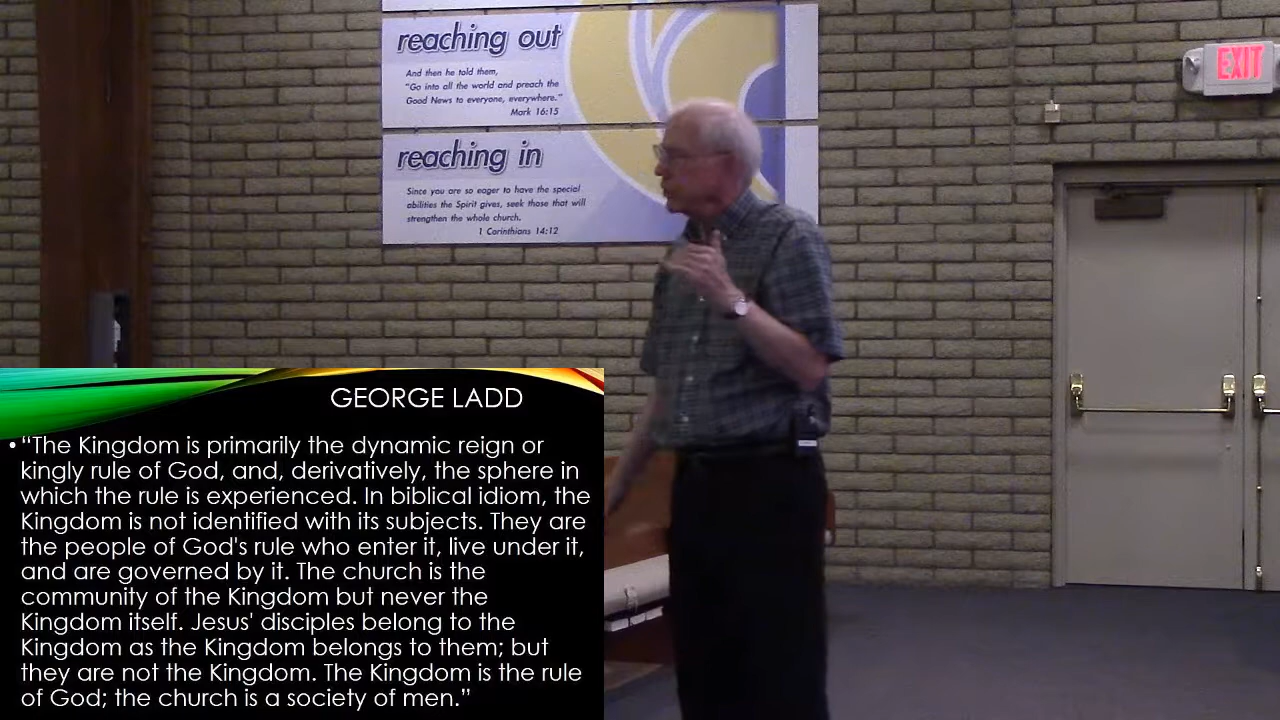 reaching out
And then he told them,
“Go into all the world and preach the
Good News to everyone, everywhere.”
Mark 16:15
reaching in
Since you are so eager to have the special
abilities the Spirit gives, seek those that will
strengthen the whole church.
1 Corinthians 14:12
EXIT
GEORGE LADD
•“The Kingdom is primarily the dynamic reign or
kingly rule of God, and, derivatively, the sphere in
which the rule is experienced. In biblical idiom, the
Kingdom is not identified with its subjects. They are
the people of God's rule who enter it, live under it,
and are governed by it. The church is the
community of the Kingdom but never the
Kingdom itself. Jesus' disciples belong to the
Kingdom as the Kingdom belongs to them; but
they are not the Kingdom. The Kingdom is the rule
of God; the church is a society of men.”